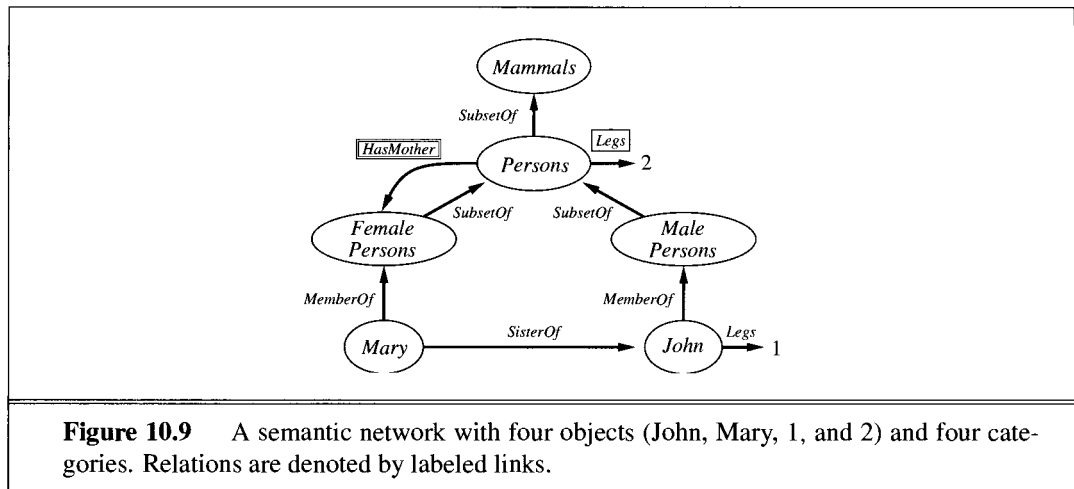 Mammals
SubsetOf
HasMother
Legs
Persons
2
SubsetOf
SubsetOf
Female
Persons
Male
Persons
MemberOf
MemberOf
Mary
SisterOf
John
Legs
1
Figure 10.9 A semantic network with four objects (John, Mary, 1, and 2) and four cate-
gories. Relations are denoted by labeled links.